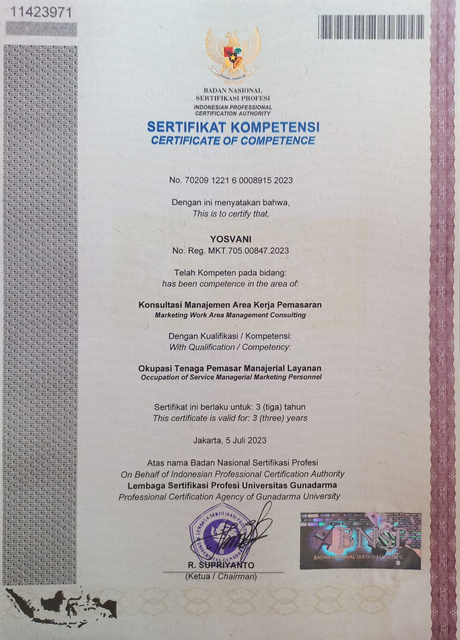 11423971
BADAN NASIONAL
SERTIFIKASI PROFESI
INDONESIAN PROFESSIONAL
CERTIFICATION AUTHORITY
SERTIFIKAT KOMPETENSI
CERTIFICATE OF COMPETENCE
No. 70209 1221 6 0008915 2023
Dengan ini menyatakan bahwa,
This is to certify that,
YOSVANI
No. Reg. MKT.705.00847.2023
Telah Kompeten pada bidang:
has been competence in the area of:
Konsultasi Manajemen Area Kerja Pemasaran
Marketing Work Area Management Consulting
Dengan Kualifikasi / Kompetensi:
With Qualification / Competency:
Okupasi Tenaga Pemasar Manajerial Layanan
Occupation of Service Managerial Marketing Personnel
Sertifikat ini berlaku untuk: 3 (tiga) tahun
This certificate is valid for: 3 (three) years
Jakarta, 5 Juli 2023
Atas nama Badan Nasional Sertifikasi Profesi
On Behalf of Indonesian Professional Certification Authority
Lembaga Sertifikasi Profesi Universitas Gunadarma
Professional Certification Agency of Gunadarma University
BNSP
BADAN NASIONAL SERTIFIKASI PROFESI
R. SUPRIYANTO
(Ketua / Chairman)